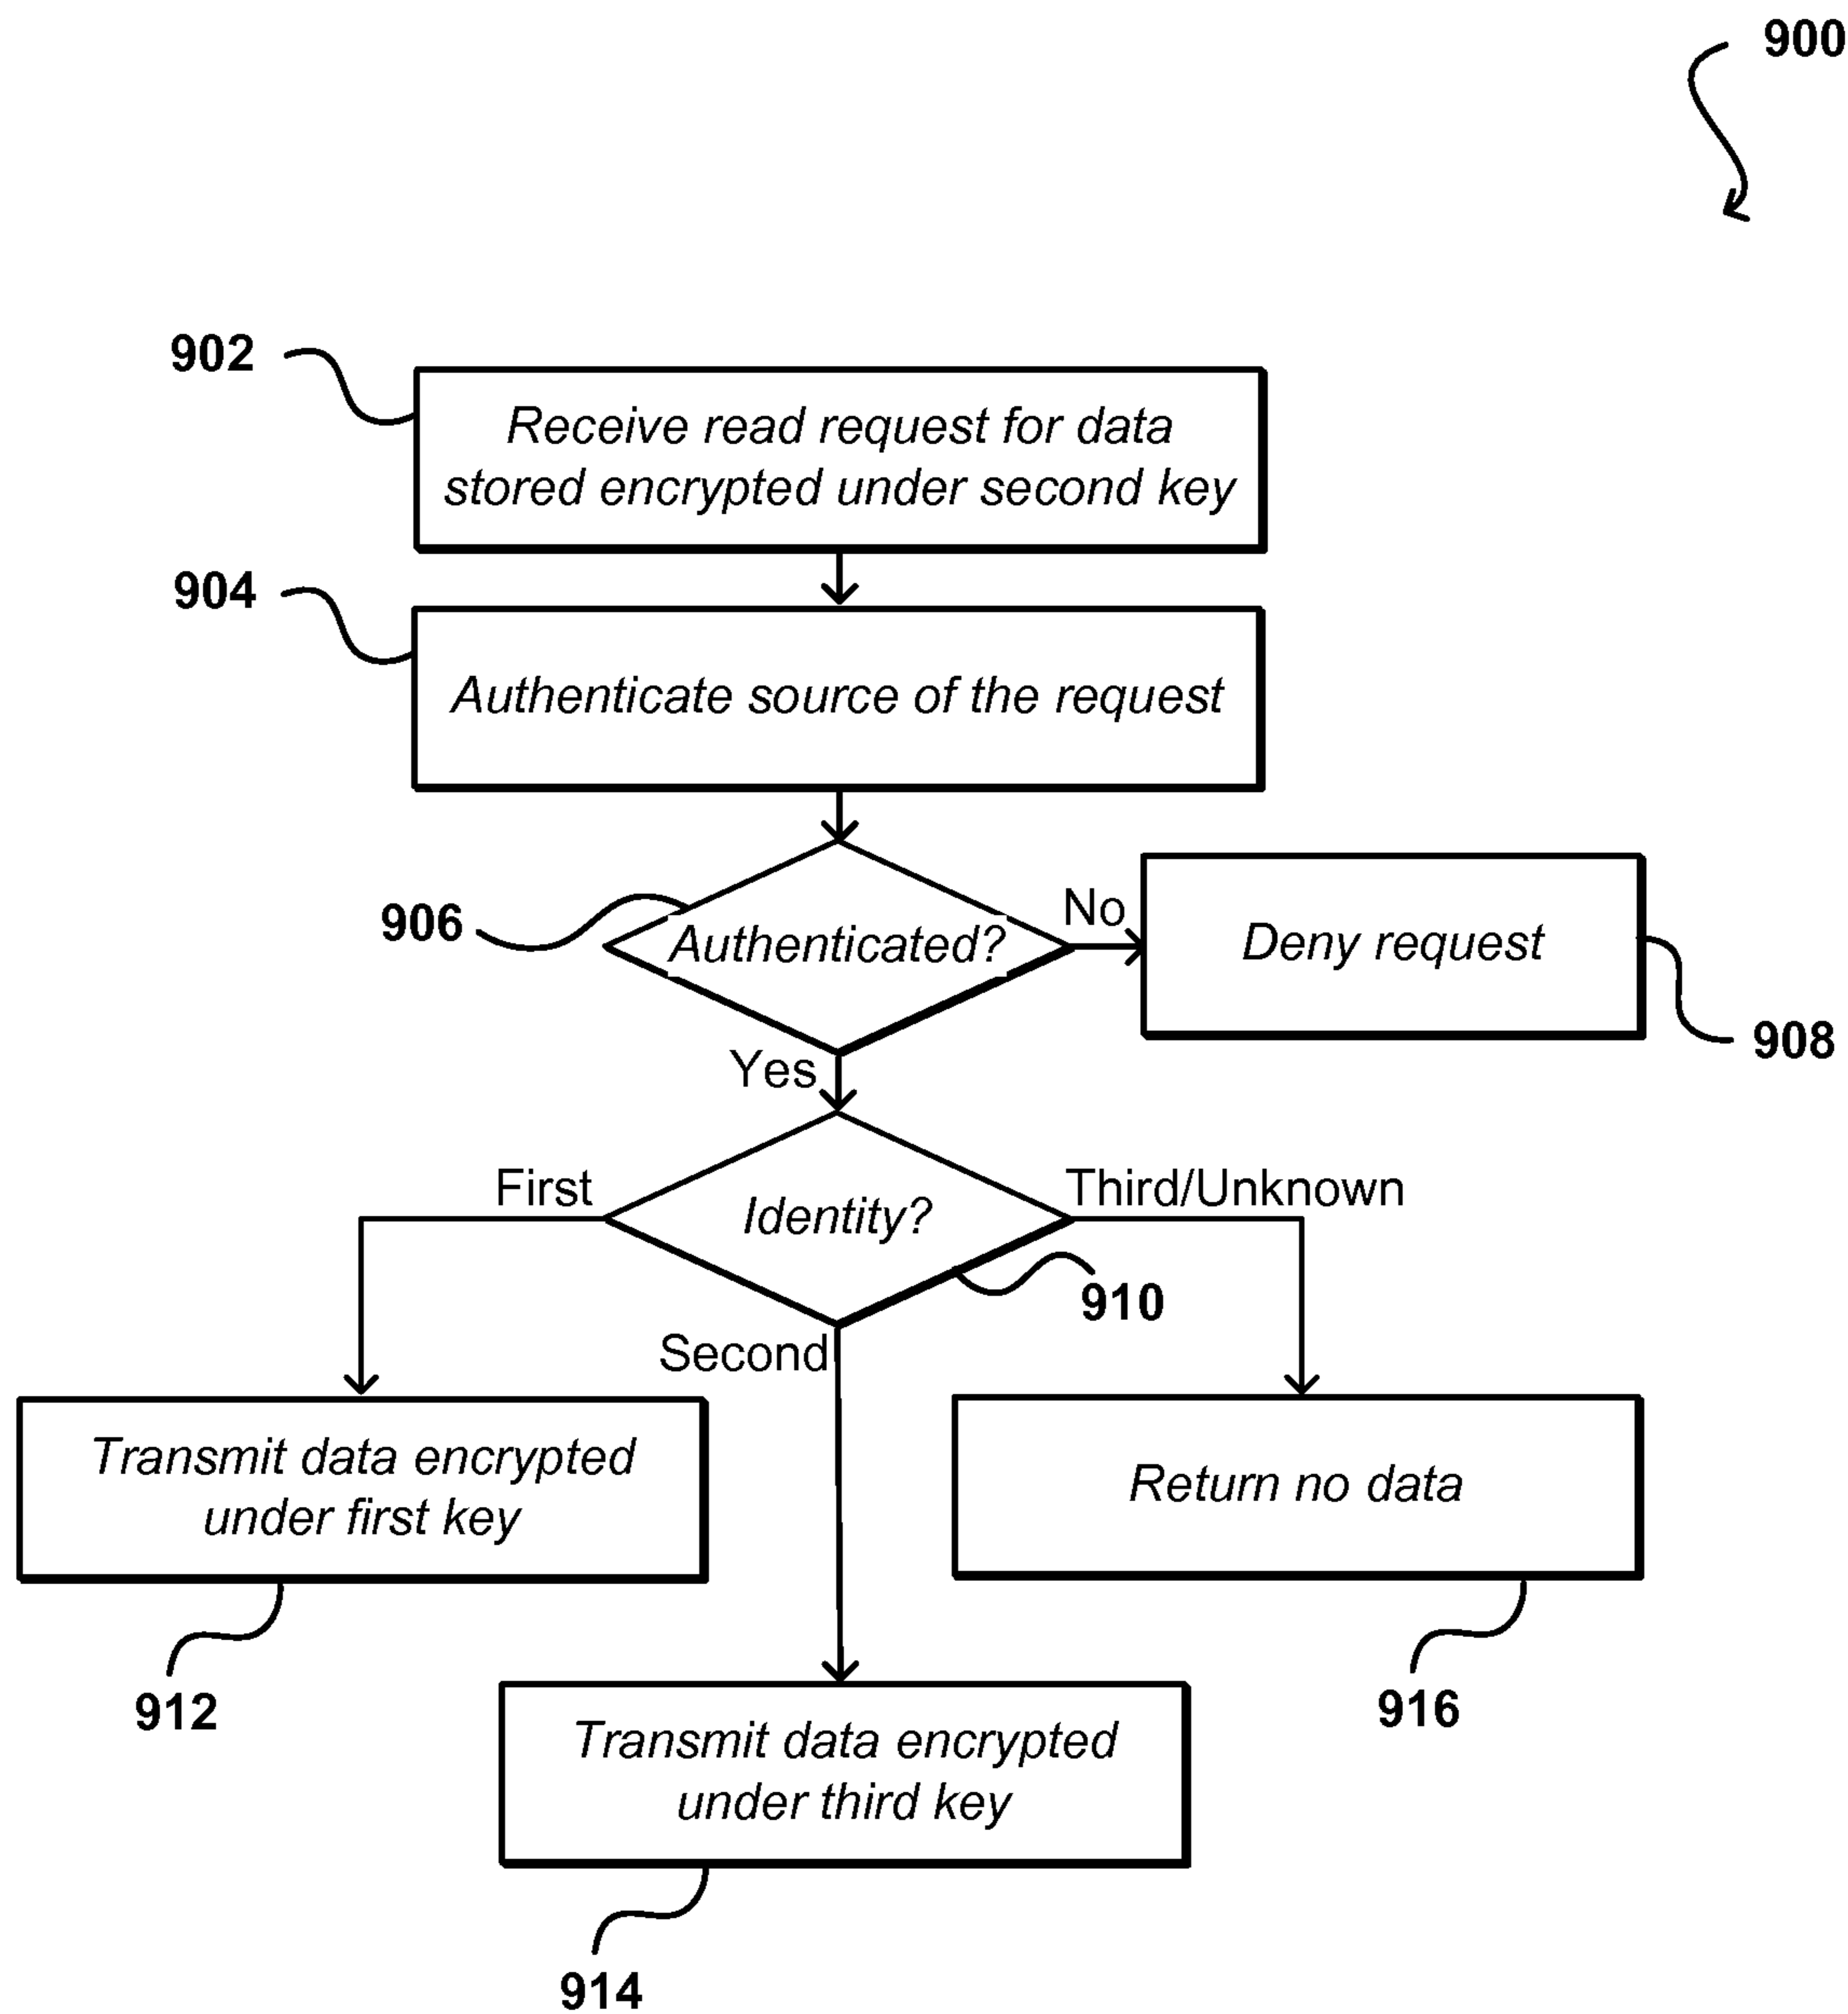 900
902
Receive read request for data
stored encrypted under second key
904
Authenticate source of the request
906
Authenticated?
No
Deny request
908
Yes
First
Identity?
Third/Unknown
910
Second
Transmit data encrypted
under first key
Return no data
912
916
Transmit data encrypted
under third key
914